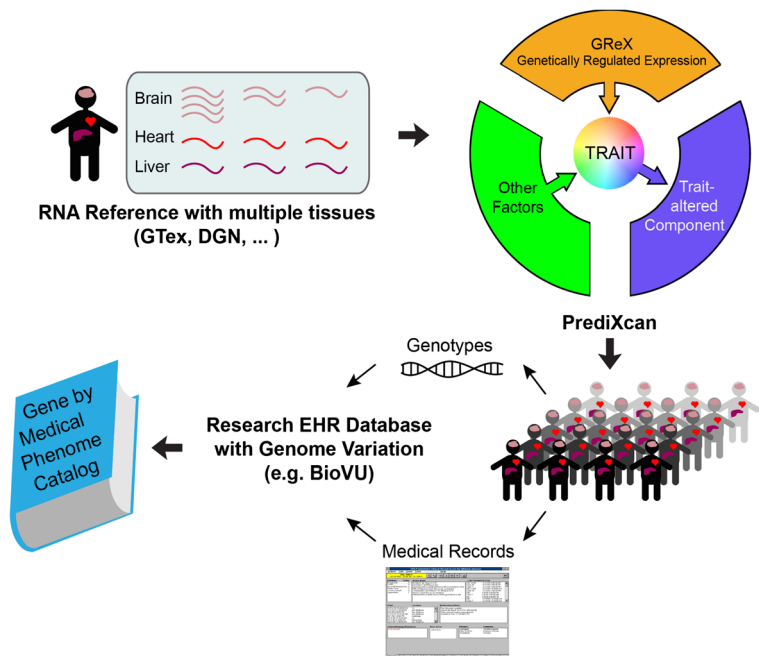 Brain
Heart
Liver
RNA Reference with multiple tissues
(GTex, DGN, ... )
GReX
Genetically Regulated Expression
TRAIT
Other
Factors
Trait-
altered
Component
PrediXcan
Genotypes
Research EHR Database
with Genome Variation
(e.g. BioVU)
Gene by
Medical
Phenome
Catalog
Medical Records